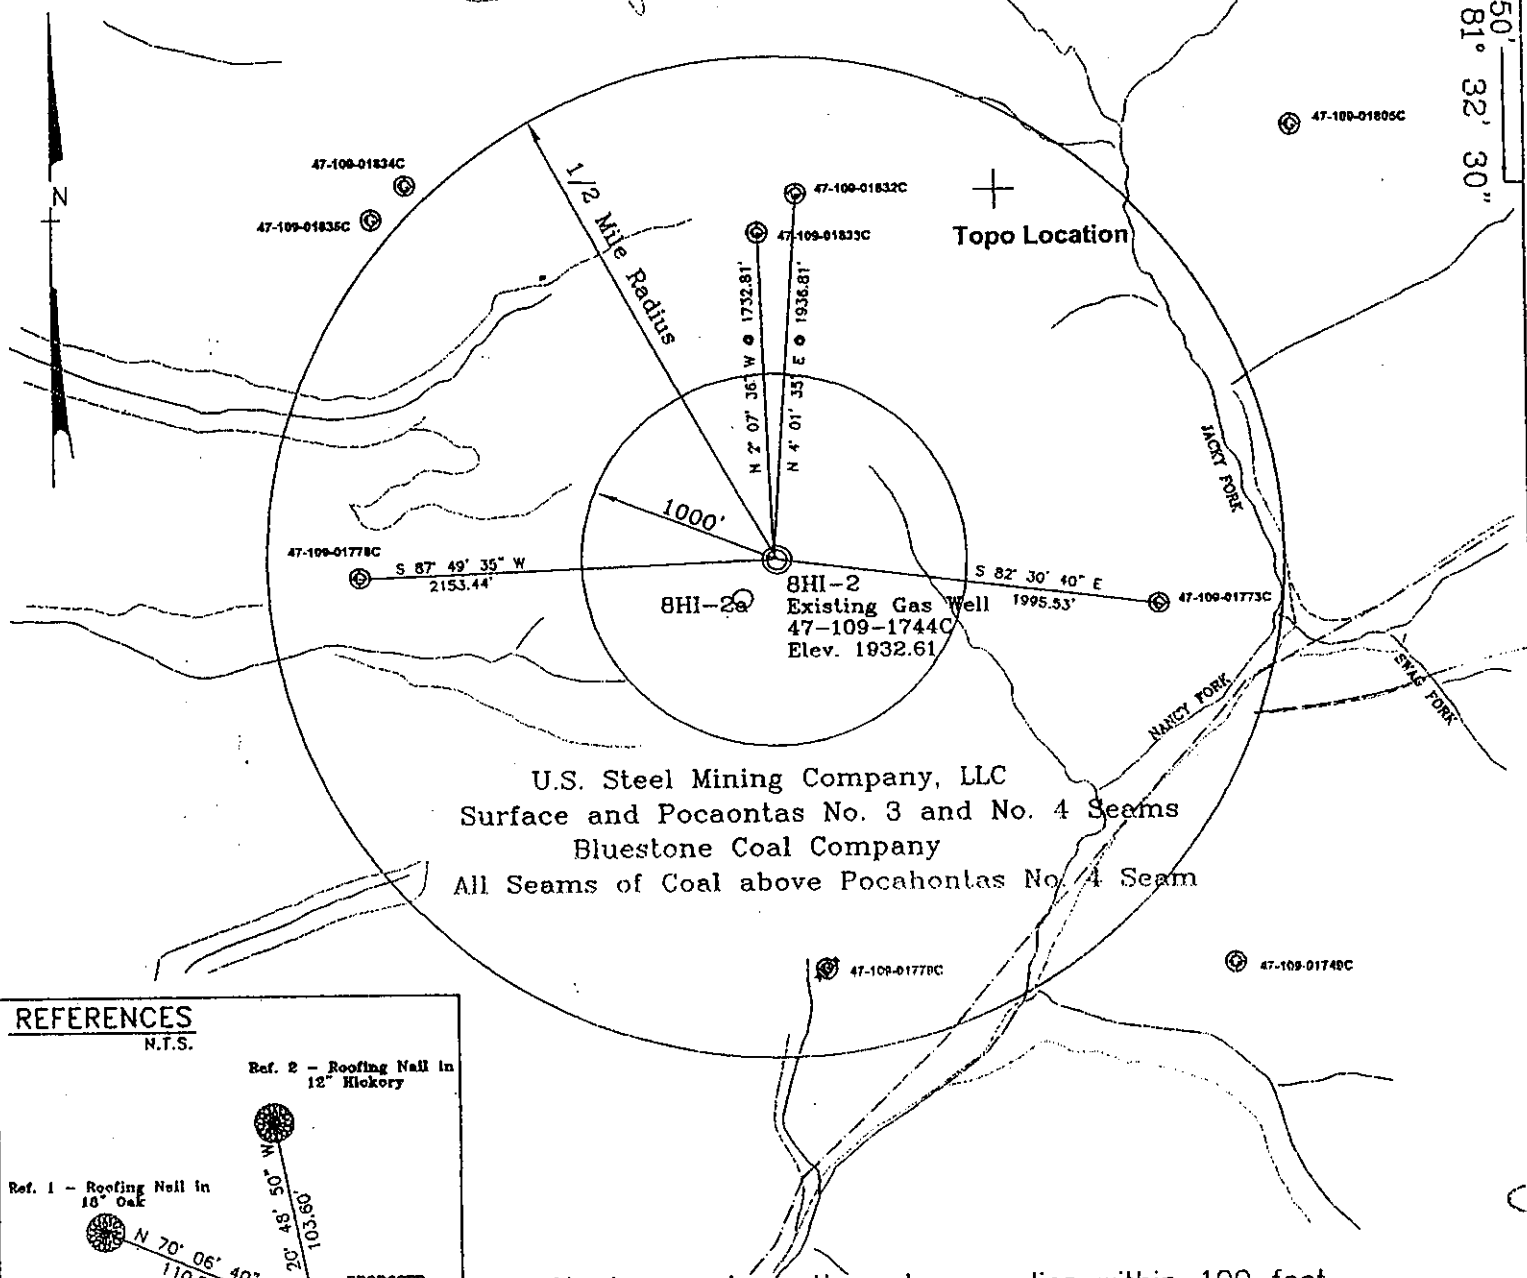 50'
81° 32' 30"
47-109-01805C
47-109-01834C
47-109-01835C
N
47-109-01832C
47-109-01833C
Topo Location
1/2 Mile Radius
N 2° 07' 36" W @ 1732.81'
N 4° 01' 35" E @ 1936.81'
JACKY FORK
1000'
47-109-01778C
S 87° 49' 35" W
2153.44'
S 82° 30' 40" E
1995.53'
47-109-01773C
8HI-2a
8HI-2
Existing Gas Well
47-109-1744C
Elev. 1932.61
SWAG FORK
NANCY FORK
U.S. Steel Mining Company, LLC
Surface and Pocaontas No. 3 and No. 4 Seams
Bluestone Coal Company
All Seams of Coal above Pocahontas No. 4 Seam
47-109-01779C
47-109-01749C
REFERENCES
N.T.S.
Ref. 2 - Roofing Nail in
12" Hickory
Ref. 1 - Roofing Nail in
18" Oak
20° 48' 50" W
103.60'
N 70° 06' 40"
110.
within 100 feet